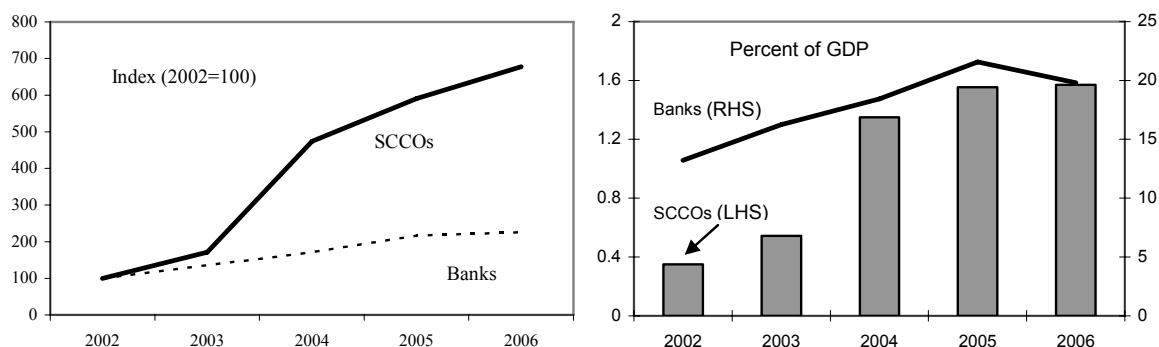 800
700
600
500
400
300
200
100
0
Index (2002=100)
SCCOs
Banks
2002 2003 2004 2005 2006
2
1.6
1.2
0.8
0.4
0
Percent of GDP
Banks (RHS)
SCCOs (LHS)
25
20
15
10
5
0
2002 2003 2004 2005 2006